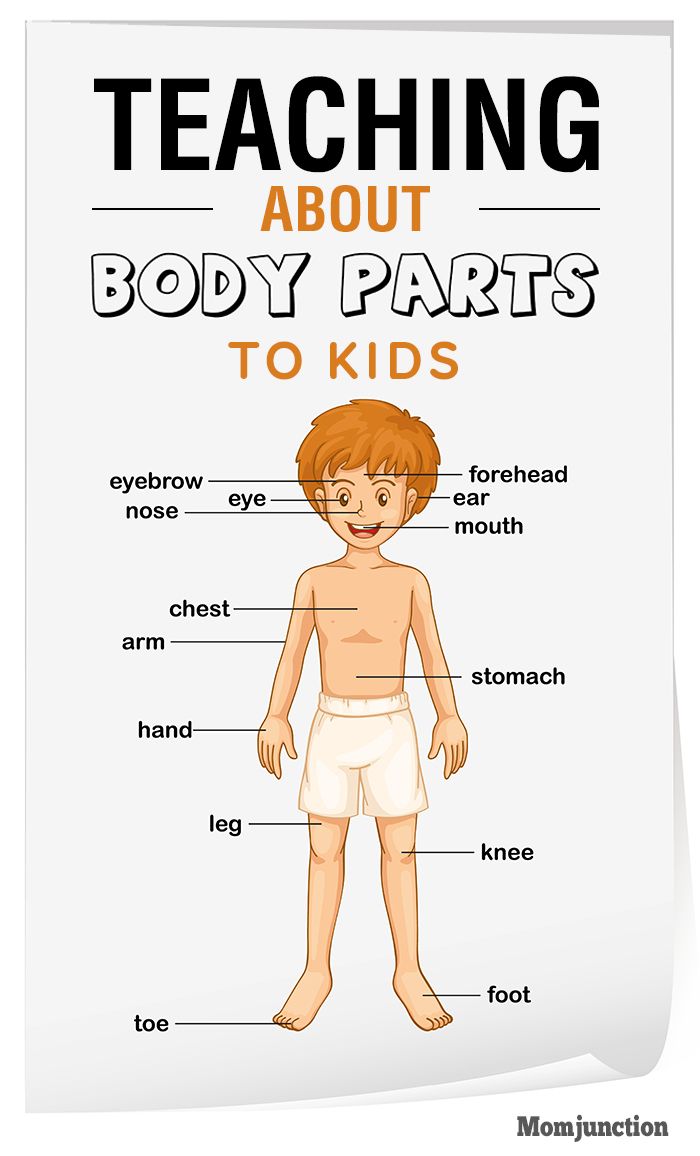 TEACHING
ABOUT
BODY PARTS
TO KIDS
eyebrow
forehead
eye
ear
nose
mouth
chest
arm
stomach
hand
leg
knee
foot
toe
Momjunction